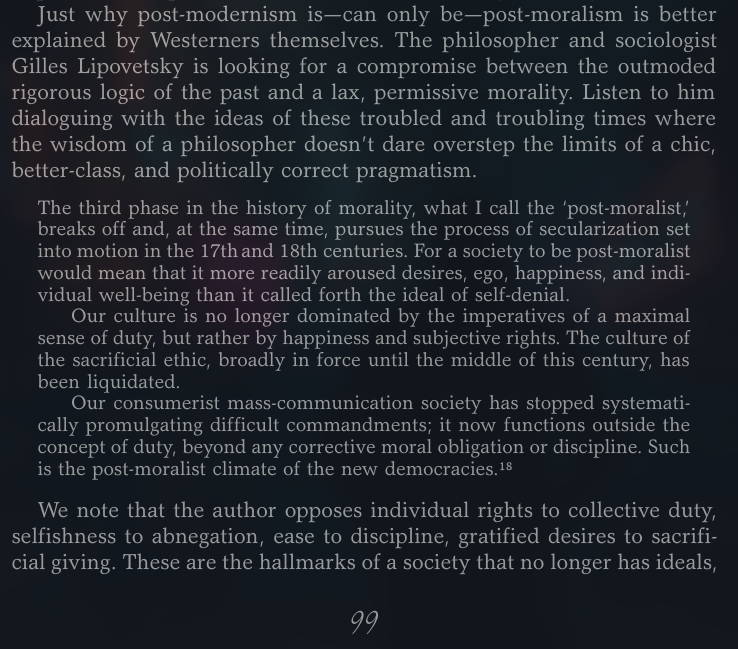 Just why post-modernism is—can only be—post-moralism is better
explained by Westerners themselves. The philosopher and sociologist
Gilles Lipovetsky is looking for a compromise between the outmoded
rigorous logic of the past and a lax, permissive morality. Listen to him
dialoguing with the ideas of these troubled and troubling times where
the wisdom of a philosopher doesn't dare overstep the limits of a chic,
better-class, and politically correct pragmatism.
The third phase in the history of morality, what I call the 'post-moralist,'
breaks off and, at the same time, pursues the process of secularization set
into motion in the 17th and 18th centuries. For a society to be post-moralist
would mean that it more readily aroused desires, ego, happiness, and indi-
vidual well-being than it called forth the ideal of self-denial.
Our culture is no longer dominated by the imperatives of a maximal
sense of duty, but rather by happiness and subjective rights. The culture of
the sacrificial ethic, broadly in force until the middle of this century, has
been liquidated.
Our consumerist mass-communication society has stopped systemati-
cally promulgating difficult commandments; it now functions outside the
concept of duty, beyond any corrective moral obligation or discipline. Such
is the post-moralist climate of the new democracies.¹⁸
We note that the author opposes individual rights to collective duty,
selfishness to abnegation, ease to discipline, gratified desires to sacrifi-
cial giving. These are the hallmarks of a society that no longer has ideals,
99